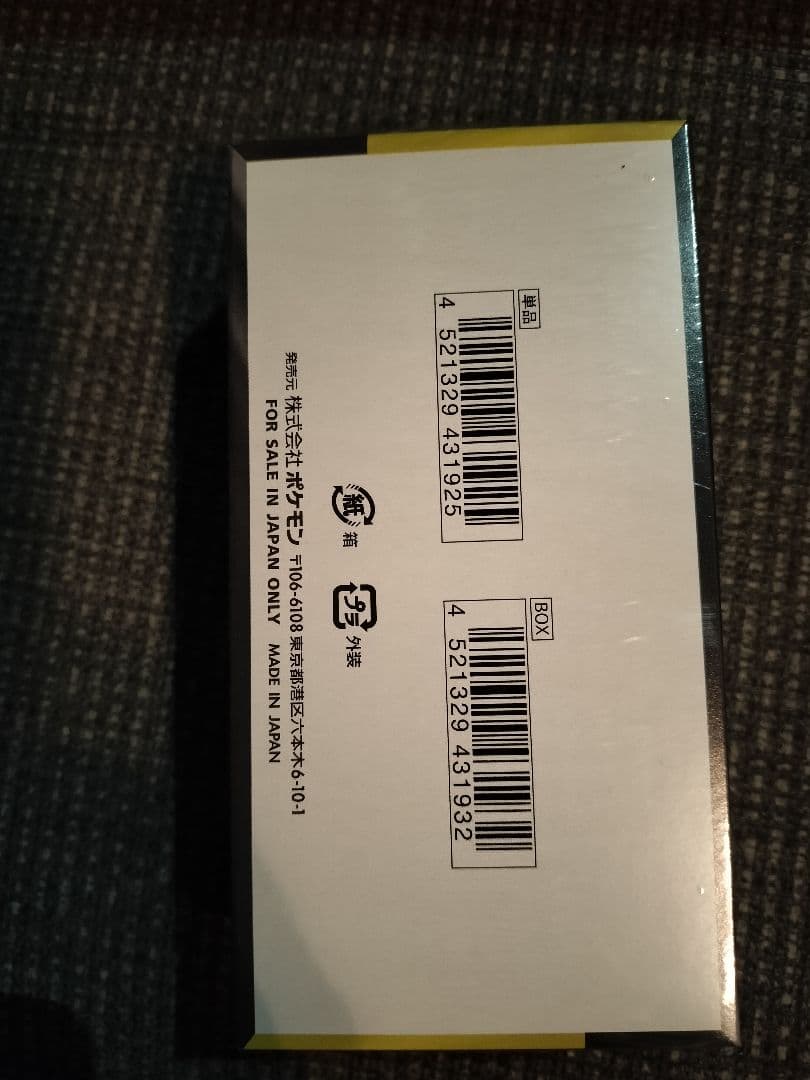 単品
4 521329 431925
BOX
4 521329 431932
紙 箱
プラ 外装
発売元 株式会社 ポケモン 〒106-6108 東京都港区六本木6-10-1
FOR SALE IN JAPAN ONLY MADE IN JAPAN